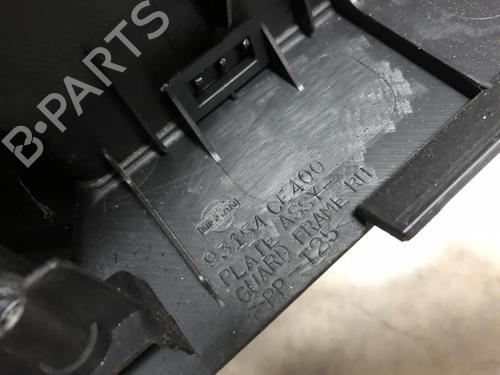 B-PARTS
NISSAN
93154 CF400
PLATE ASSY-
GUARD FRAME RH
>PP - T25<